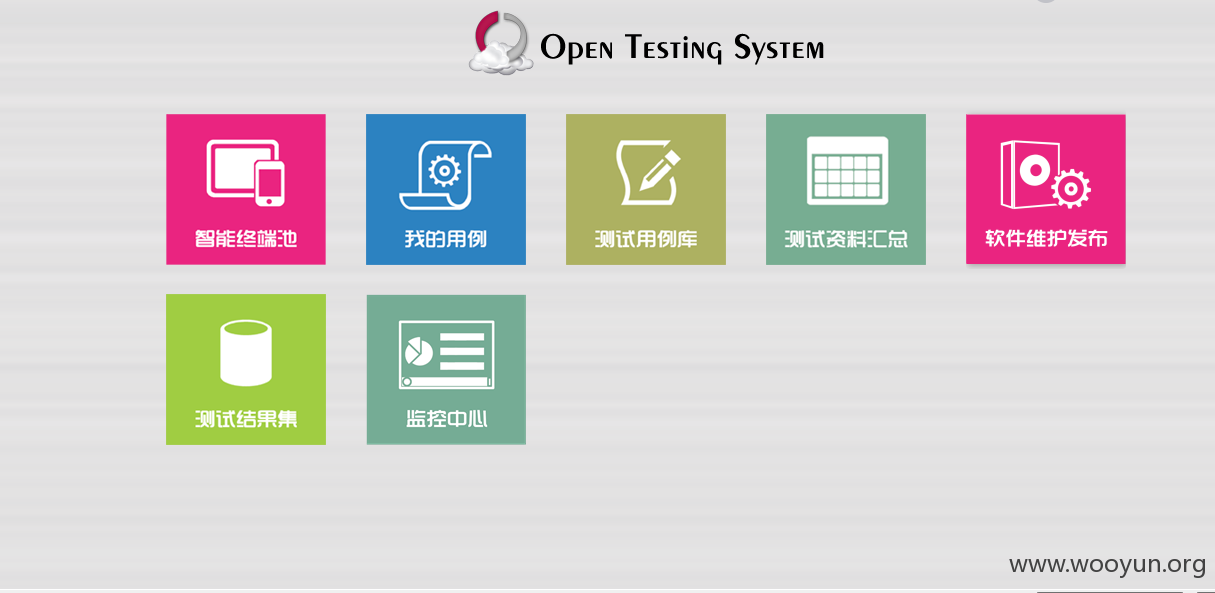 Open Testing System
智能终端池
我的用例
测试用例库
测试资料汇总
软件维护发布
测试结果集
监控中心
www.wooyun.org